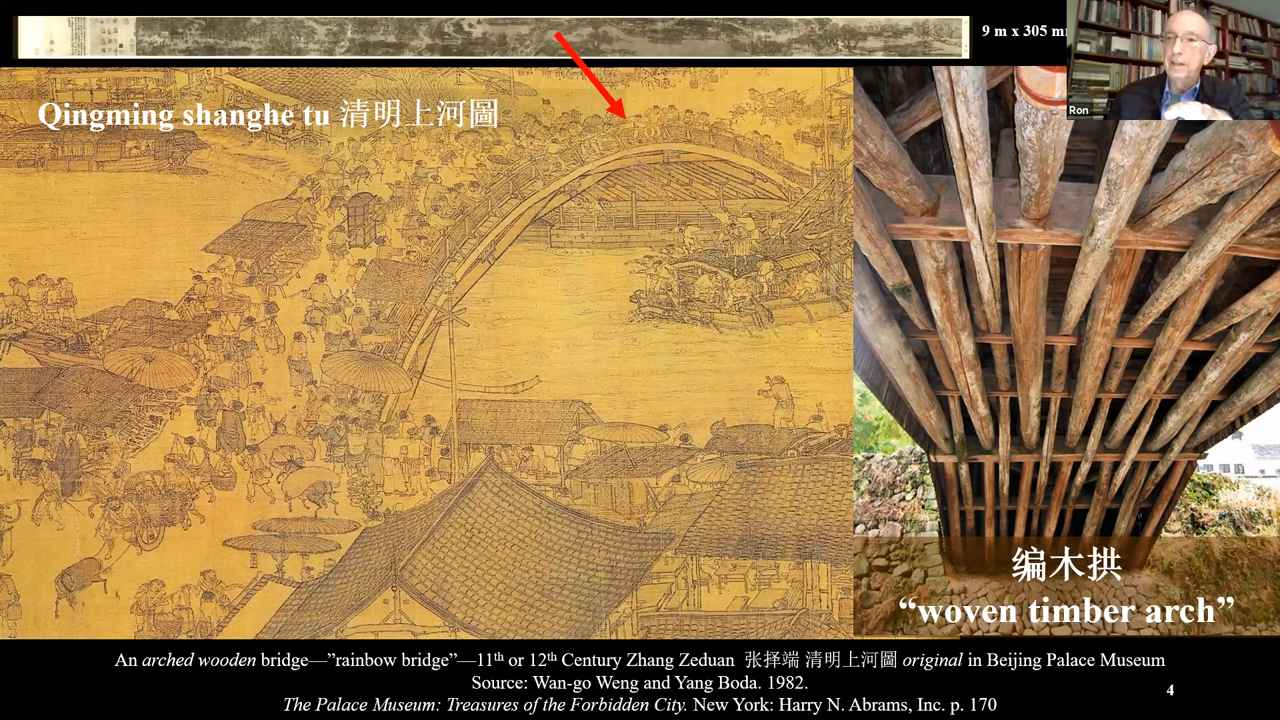 9 m x 305 m
Ron
Qingming shanghe tu 清明上河圖
编木拱
“woven timber arch”
An arched wooden bridge—”rainbow bridge”—11th or 12th Century Zhang Zeduan 张择端 清明上河圖 original in Beijing Palace Museum
Source: Wan-go Weng and Yang Boda. 1982.
The Palace Museum: Treasures of the Forbidden City. New York: Harry N. Abrams, Inc. p. 170
4